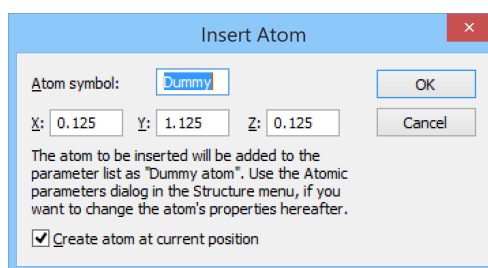 Insert Atom
×
Atom symbol: Dummy OK
X: 0.125 Y: 1.125 Z: 0.125 Cancel
The atom to be inserted will be added to the
parameter list as "Dummy atom". Use the Atomic
parameters dialog in the Structure menu, if you
want to change the atom's properties hereafter.
Create atom at current position